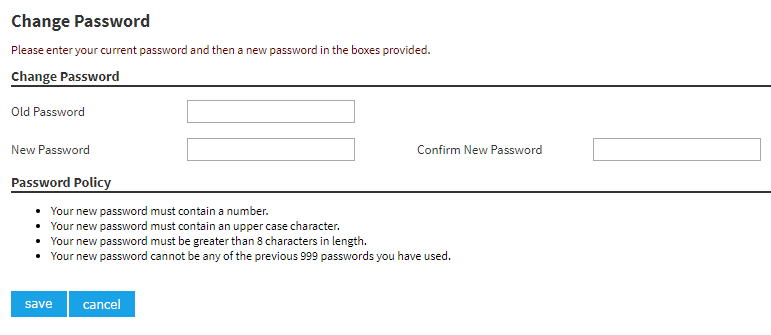 Change Password
Please enter your current password and then a new password in the boxes provided.
Change Password
Old Password
New Password Confirm New Password
Password Policy
Your new password must contain a number.
Your new password must contain an upper case character.
Your new password must be greater than 8 characters in length.
Your new password cannot be any of the previous 999 passwords you have used.
save cancel